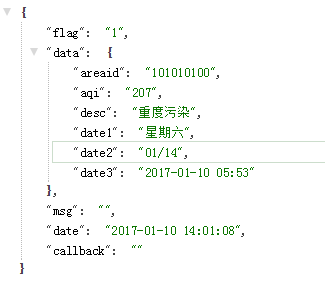 {
"flag": "1",
"data": {
"areaid": "101010100",
"aqi": "207",
"desc": "重度污染",
"date1": "星期六",
"date2": "01/14",
"date3": "2017-01-10 05:53"
},
"msg": "",
"date": "2017-01-10 14:01:08",
"callback": ""
}